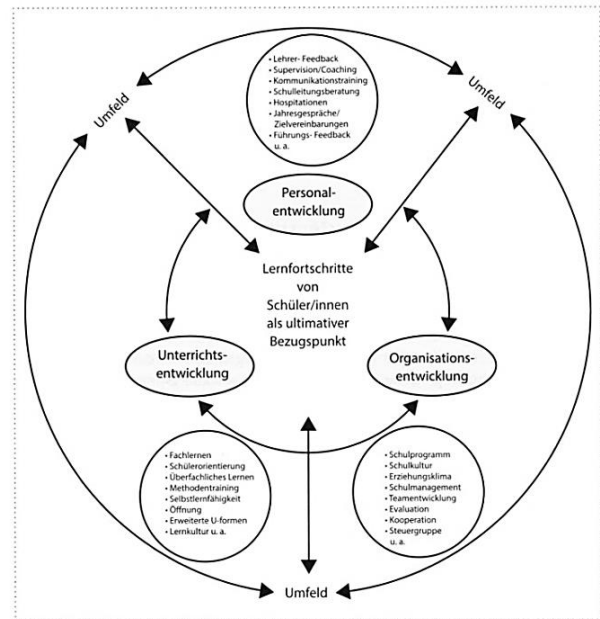 • Lehrer- Feedback
• Supervision/Coaching
• Kommunikationstraining
• Schulleitungsberatung
• Hospitationen
• Jahresgespräche/
Zielvereinbarungen
• Führungs- Feedback
u. a.
Umfeld
Umfeld
Personal-
entwicklung
Lernfortschritte
von
Schüler/innen
als ultimativer
Bezugspunkt
Unterrichts-
entwicklung
Organisations-
entwicklung
• Fachlernen
• Schülerorientierung
• Überfachliches Lernen
• Methodentraining
• Selbstlernfähigkeit
• Öffnung
• Erweiterte U-formen
• Lernkultur u. a.
• Schulprogramm
• Schulkultur
• Erziehungsklima
• Schulmanagement
• Teamentwicklung
• Evaluation
• Kooperation
• Steuergruppe
u. a.
Umfeld